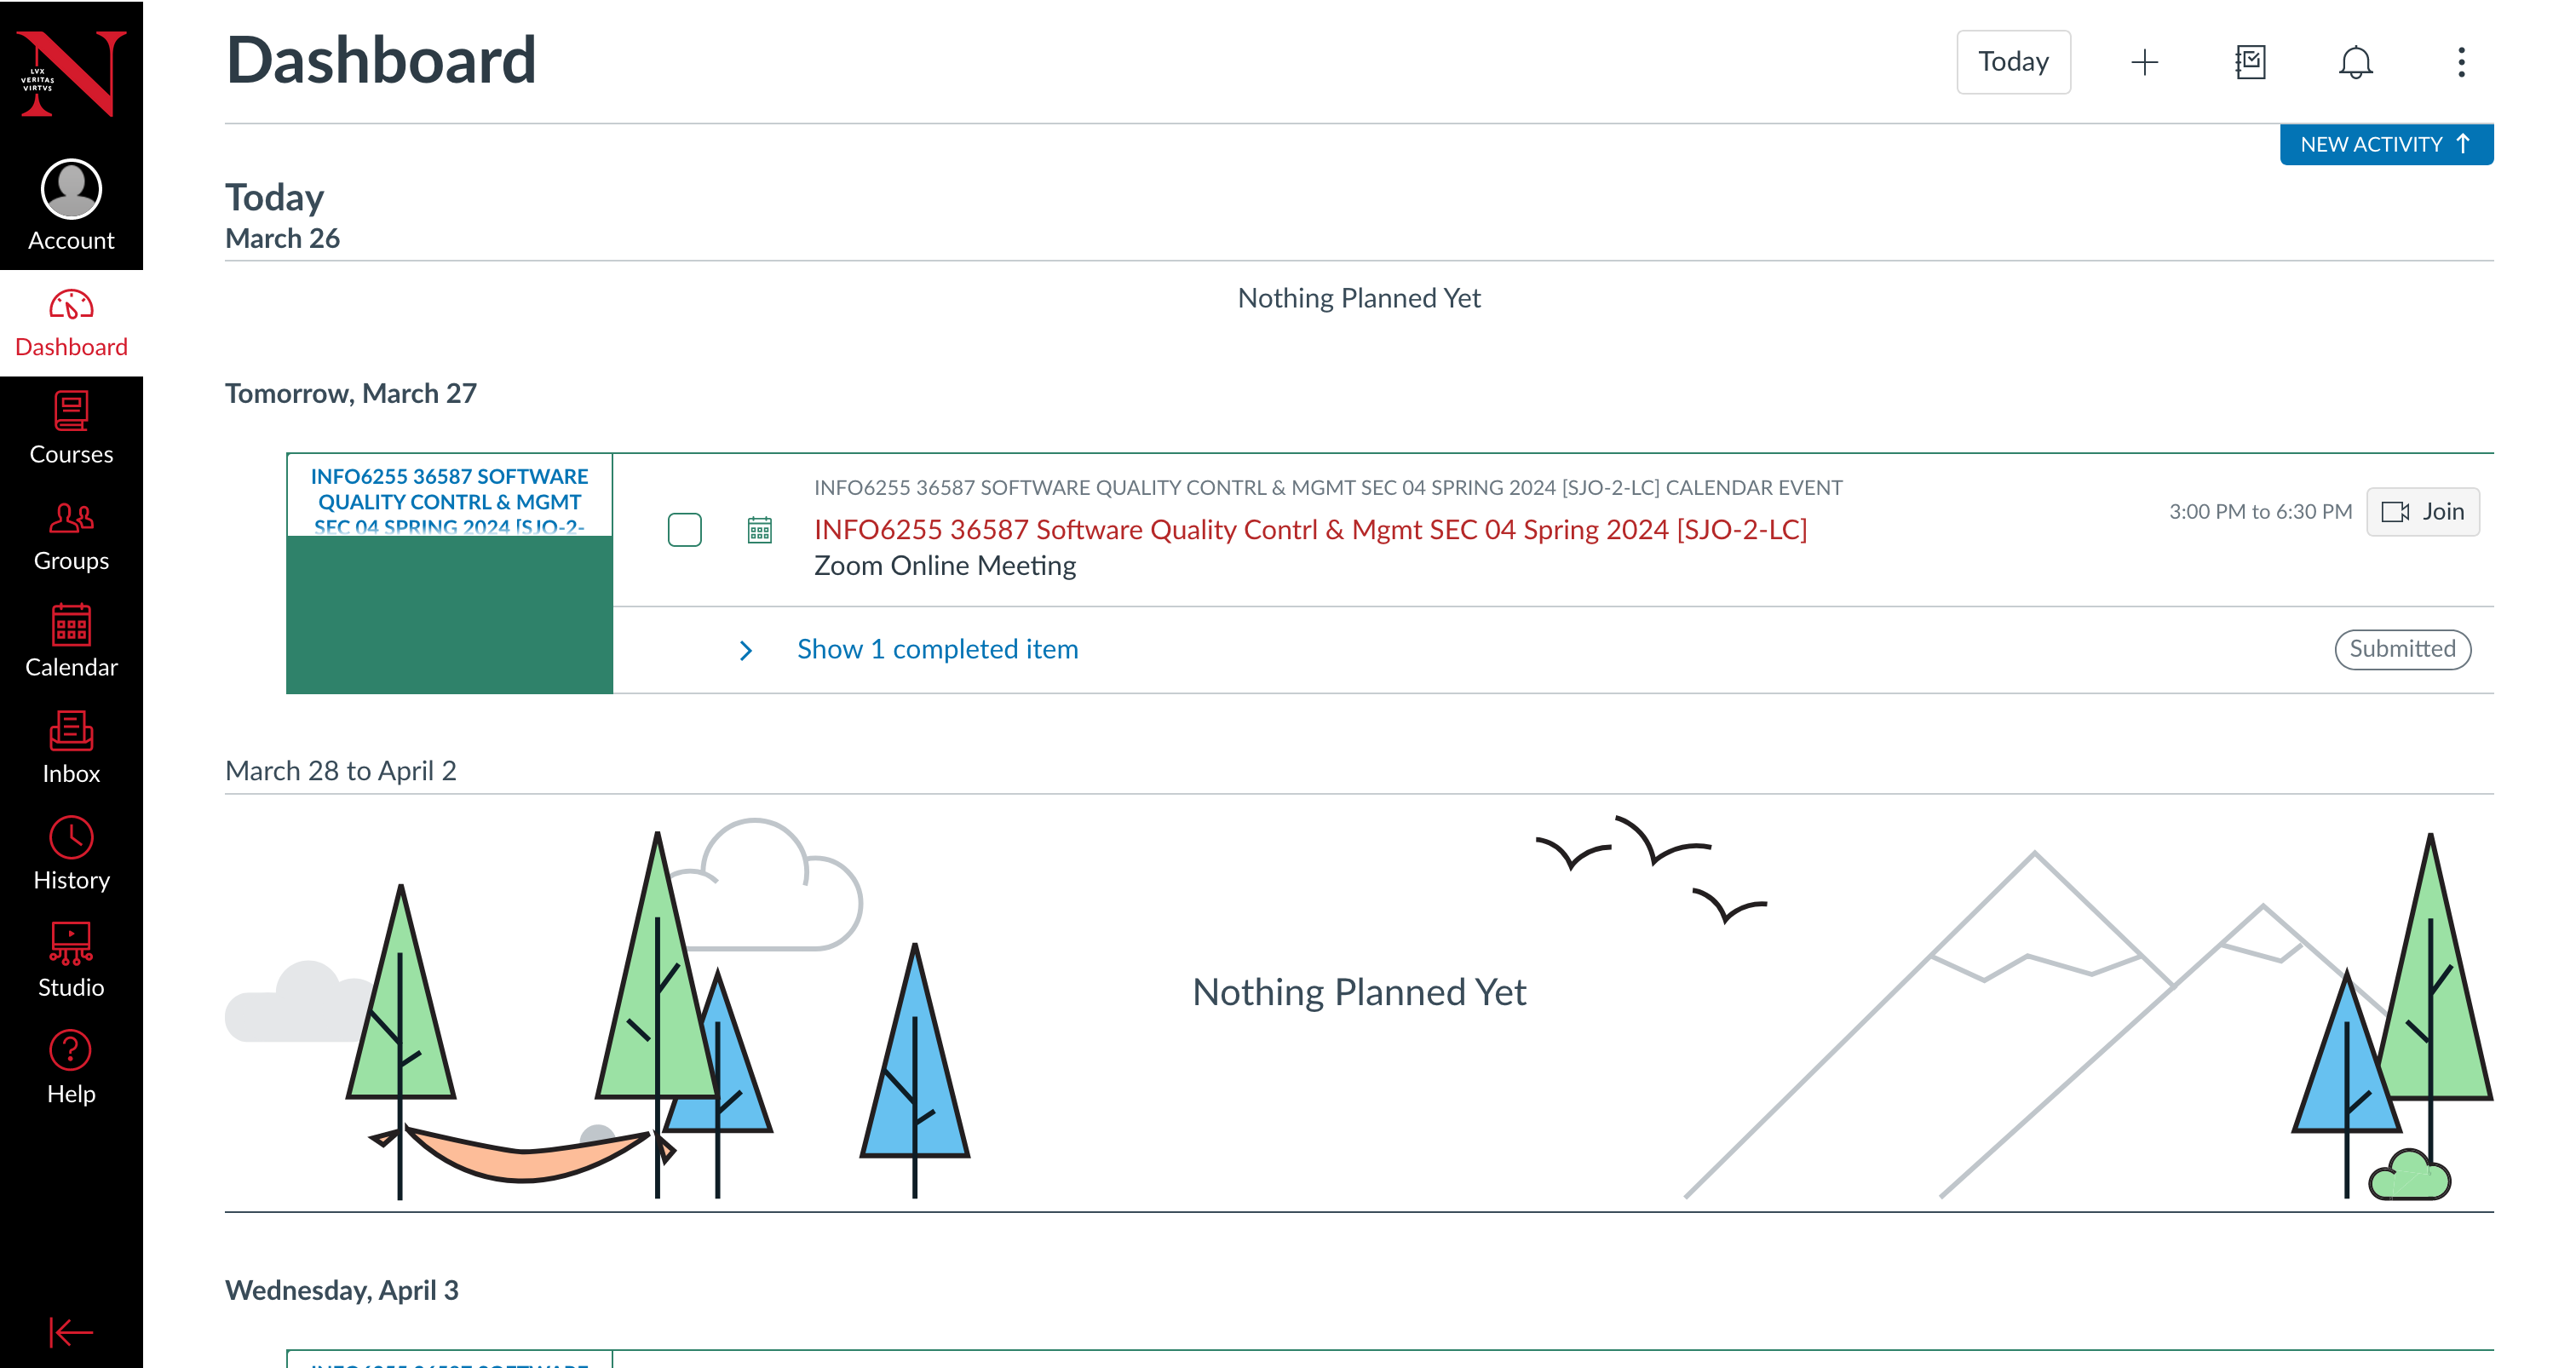 LVX
VERITAS
VIRTVS
Account
Dashboard
Courses
Groups
Calendar
Inbox
History
Studio
Help
Dashboard
Today
NEW ACTIVITY
Today
March 26
Nothing Planned Yet
Tomorrow, March 27
INFO6255 36587 SOFTWARE
QUALITY CONTRL & MGMT
SEC 04 SPRING 2024 [SJO-2-
INFO6255 36587 SOFTWARE QUALITY CONTRL & MGMT SEC 04 SPRING 2024 [SJO-2-LC] CALENDAR EVENT
INFO6255 36587 Software Quality Contrl & Mgmt SEC 04 Spring 2024 [SJO-2-LC]
Zoom Online Meeting
3:00 PM to 6:30 PM
Join
Show 1 completed item
Submitted
March 28 to April 2
Nothing Planned Yet
Wednesday, April 3
INFO6255 36587 SOFTWARE